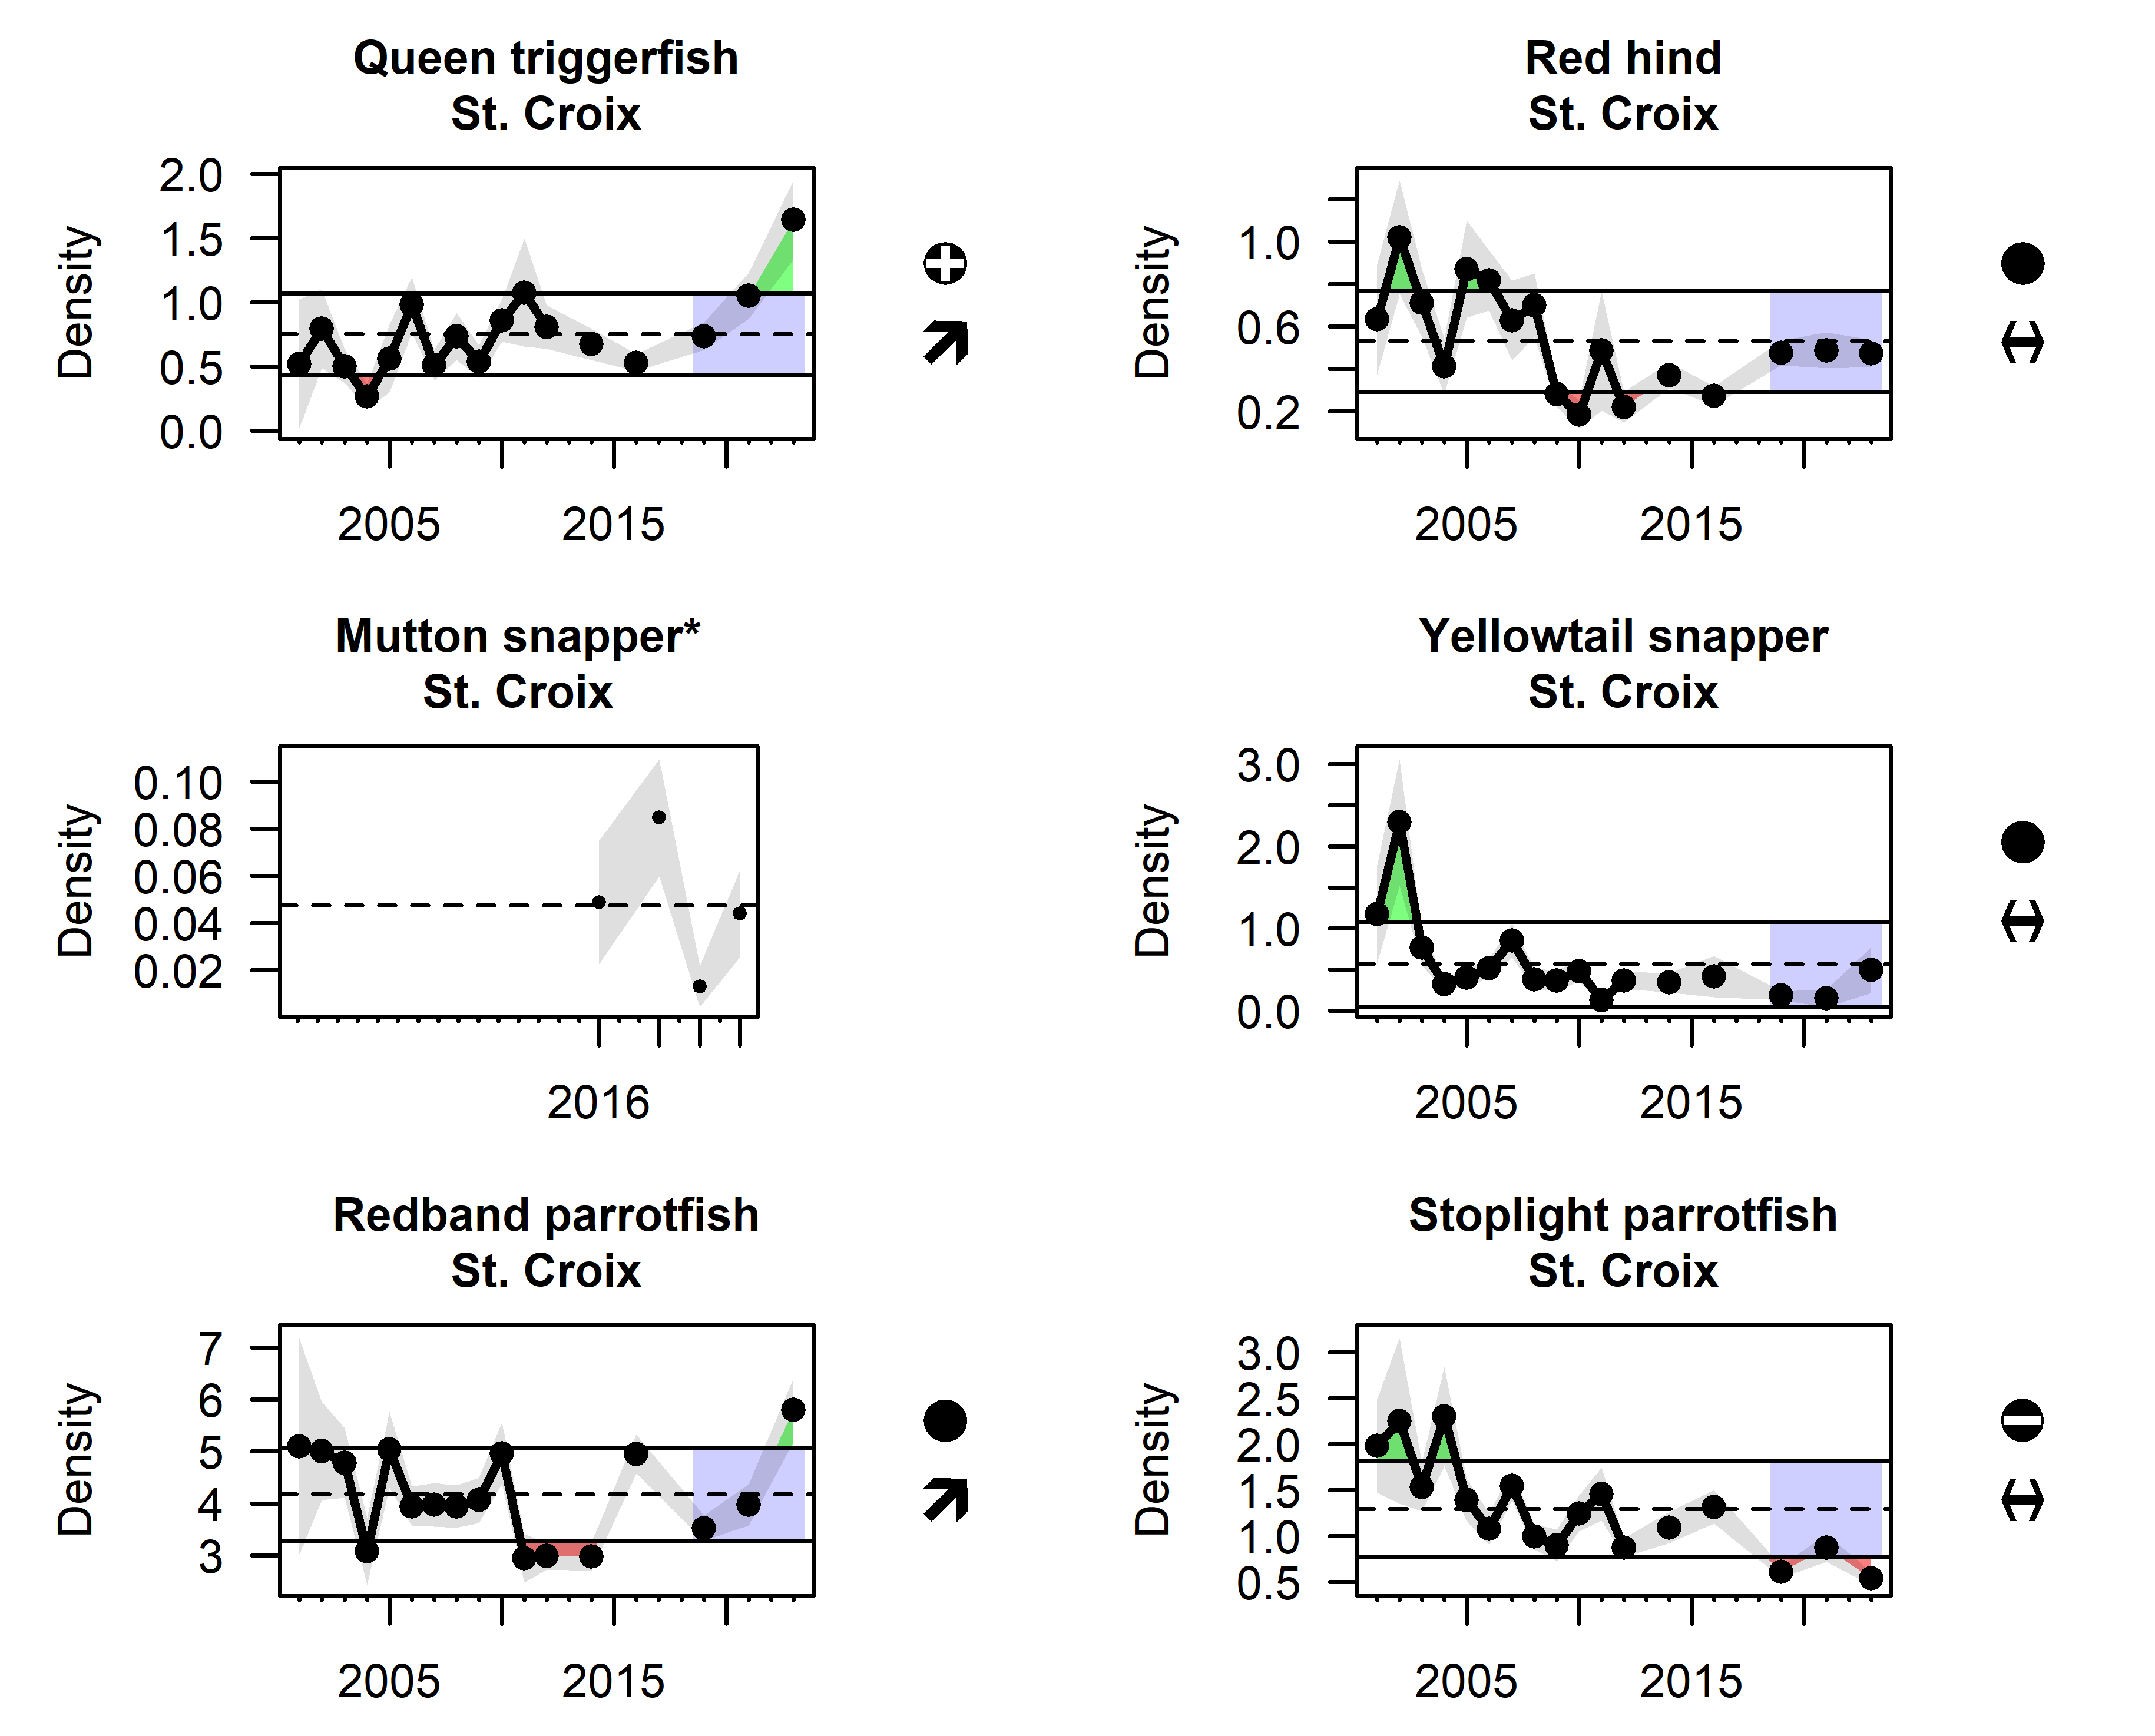 Queen triggerfish
St. Croix
Density
2.0
1.5
1.0
0.5
0.0
2005 2015
Red hind
St. Croix
Density
1.0
0.6
0.2
2005 2015
Mutton snapper*
St. Croix
Density
0.10
0.08
0.06
0.04
0.02
2016
Yellowtail snapper
St. Croix
Density
3.0
2.0
1.0
0.0
2005 2015
Redband parrotfish
St. Croix
Density
7
6
5
4
3
2005 2015
Stoplight parrotfish
St. Croix
Density
3.0
2.5
2.0
1.5
1.0
0.5
2005 2015